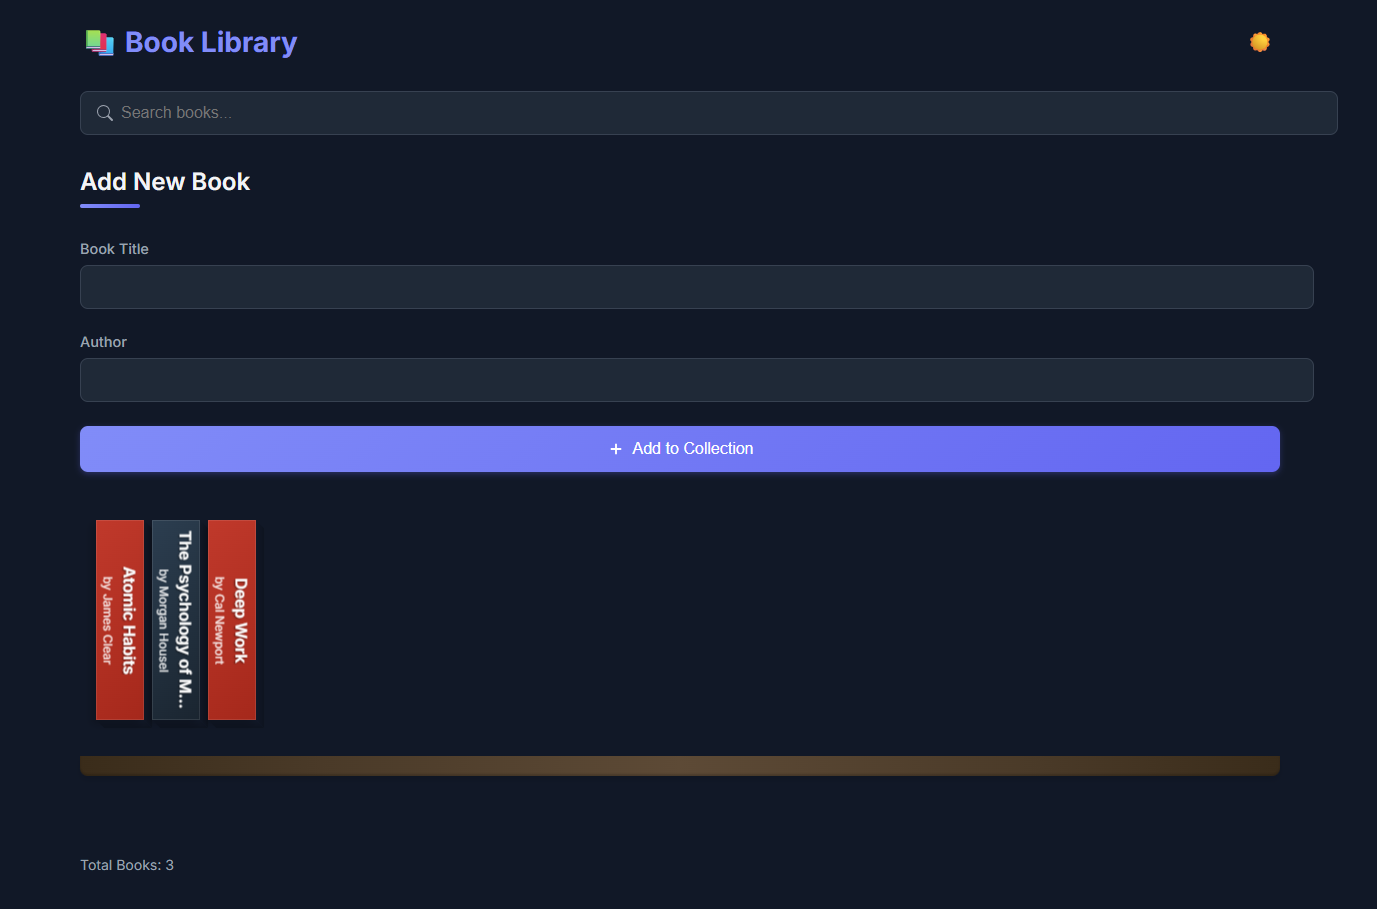 Book Library
Search books...
Add New Book
Book Title
Author
+ Add to Collection
Atomic Habits
by James Clear
The Psychology of M...
by Morgan Housel
Deep Work
by Cal Newport
Total Books: 3